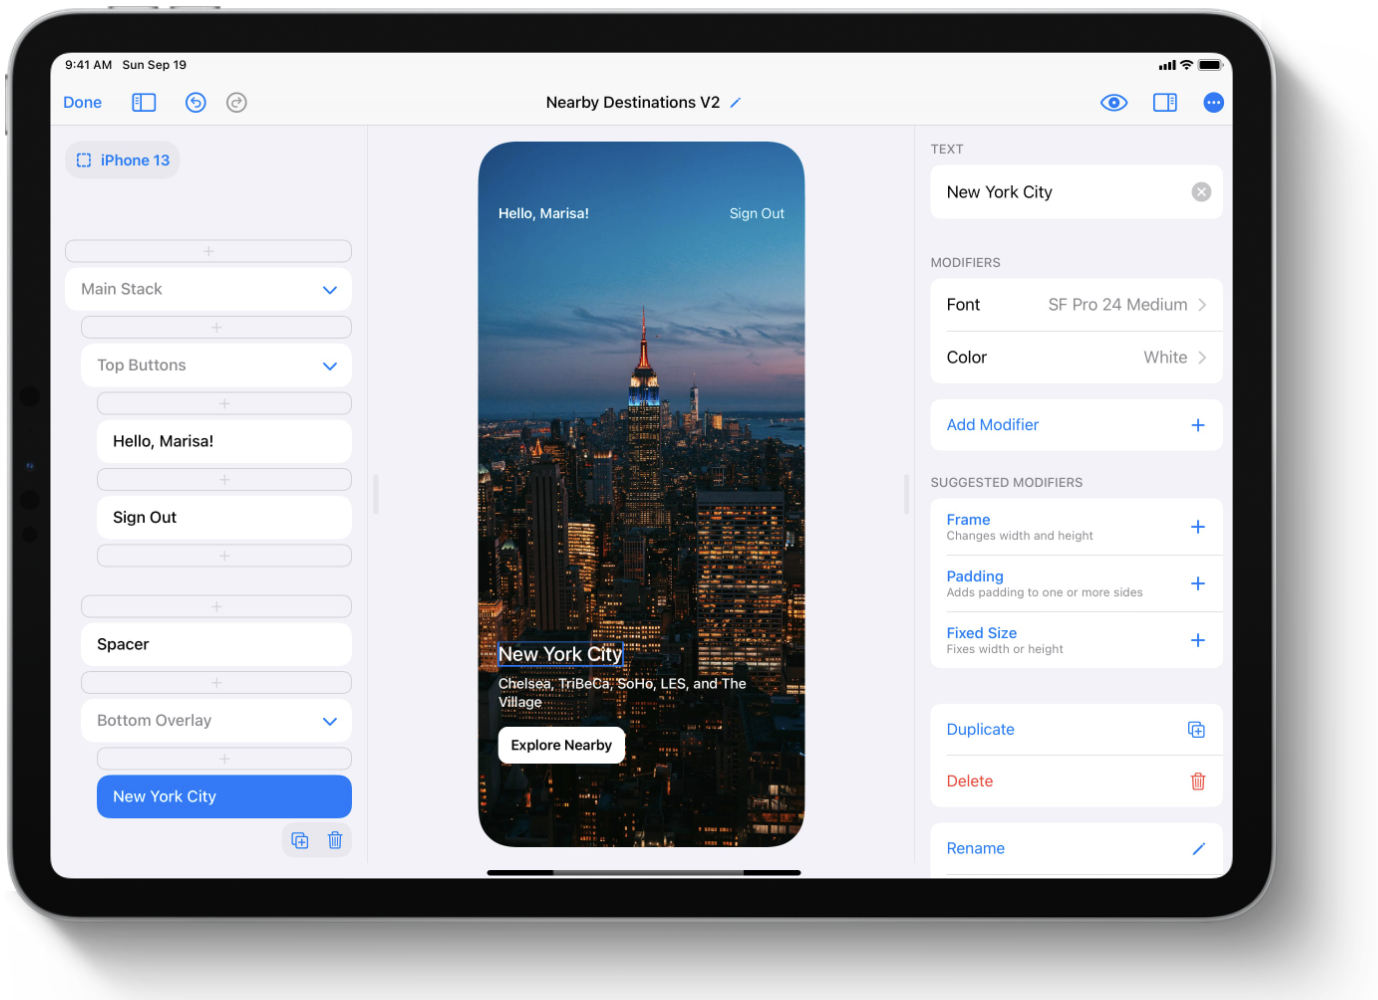 9:41 AM Sun Sep 19
Done
Nearby Destinations V2
iPhone 13
Main Stack
Top Buttons
Hello, Marisa!
Sign Out
Spacer
Bottom Overlay
New York City
Hello, Marisa!
Sign Out
New York City
Chelsea, TriBeCa, SoHo, LES, and The
Village
Explore Nearby
TEXT
New York City
MODIFIERS
Font SF Pro 24 Medium
Color White
Add Modifier
SUGGESTED MODIFIERS
Frame
Changes width and height
Padding
Adds padding to one or more sides
Fixed Size
Fixes width or height
Duplicate
Delete
Rename